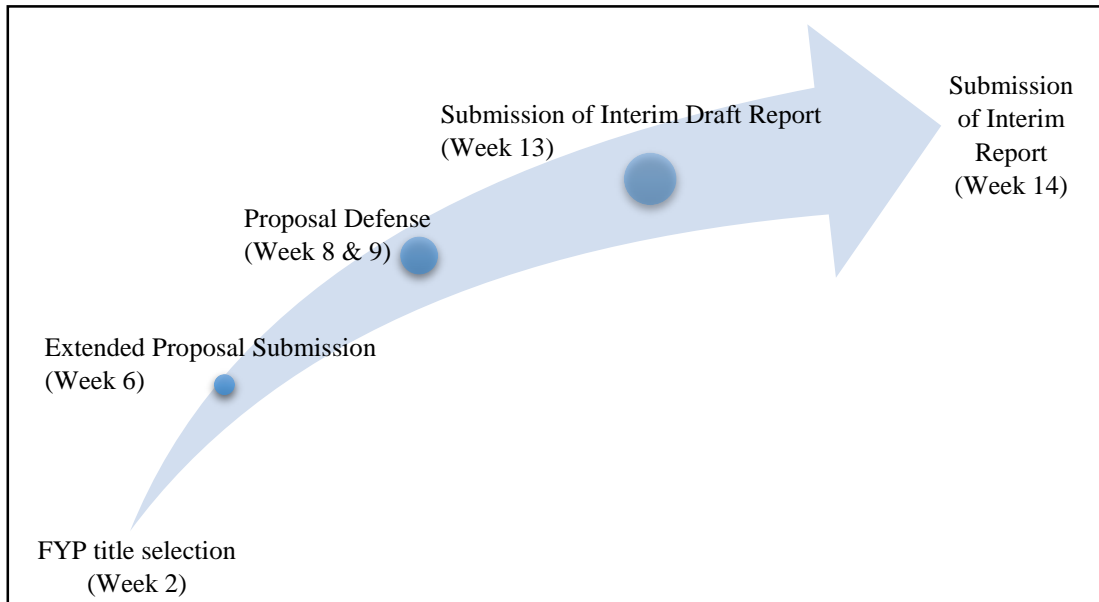 Submission
of Interim
Report
(Week 14)
Submission of Interim Draft Report
(Week 13)
Proposal Defense
(Week 8 & 9)
Extended Proposal Submission
(Week 6)
FYP title selection
(Week 2)